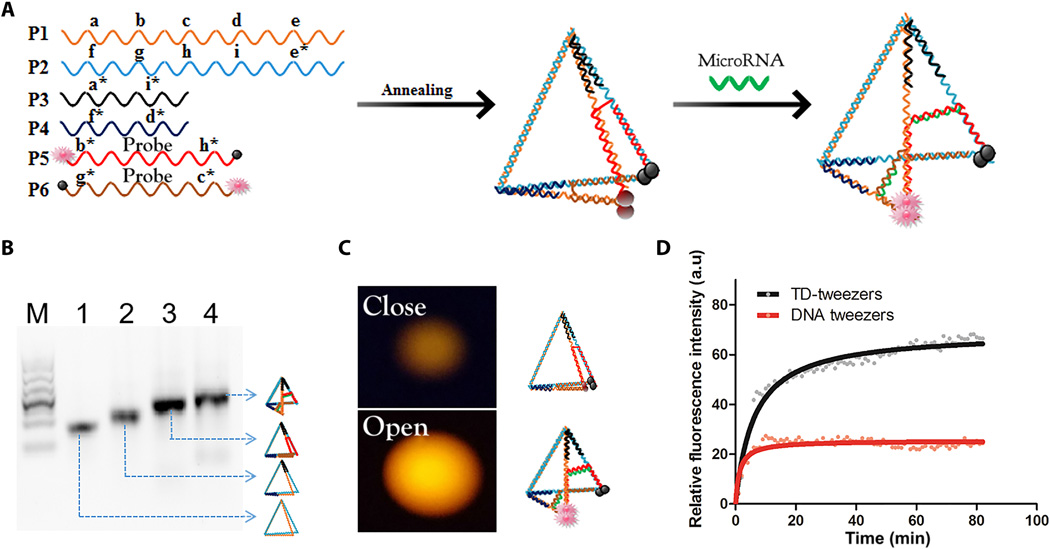 A
a b c d e
P1
f g h i e*
P2
a* i*
P3
f* d*
P4
b* Probe h*
P5
Probe
g* c*
P6
Annealing
MicroRNA
B
M 1 2 3 4
C
Close
Open
D
Relative fluorescence intensity (a.u)
80
60
40
20
0
TD-tweezers
DNA tweezers
0 20 40 60 80 100
Time (min)